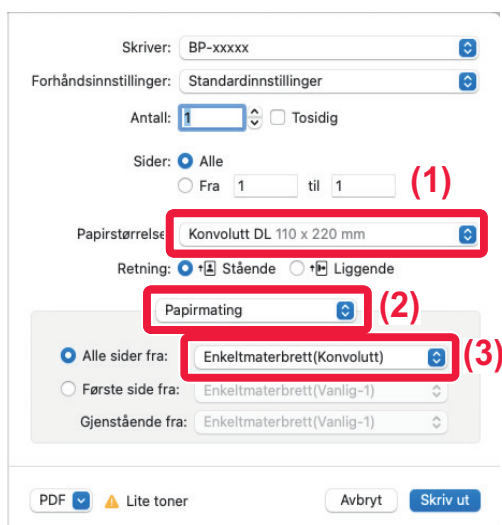 Skriver: BP-xxxxx
Forhåndsinnstillinger: Standardinnstillinger
Antall: 1 Tosidig
Sider: Alle
Fra 1 til 1 (1)
Papirstørrelse Konvolutt DL 110 x 220 mm
Retning: Stående Liggende
Papirmating (2)
Alle sider fra: Enkeltmaterbrett(Konvolutt) (3)
Første side fra: Enkeltmaterbrett(Vanlig-1)
Gjenstående fra: Enkeltmaterbrett(Vanlig-1)
PDF Lite toner Avbryt Skriv ut